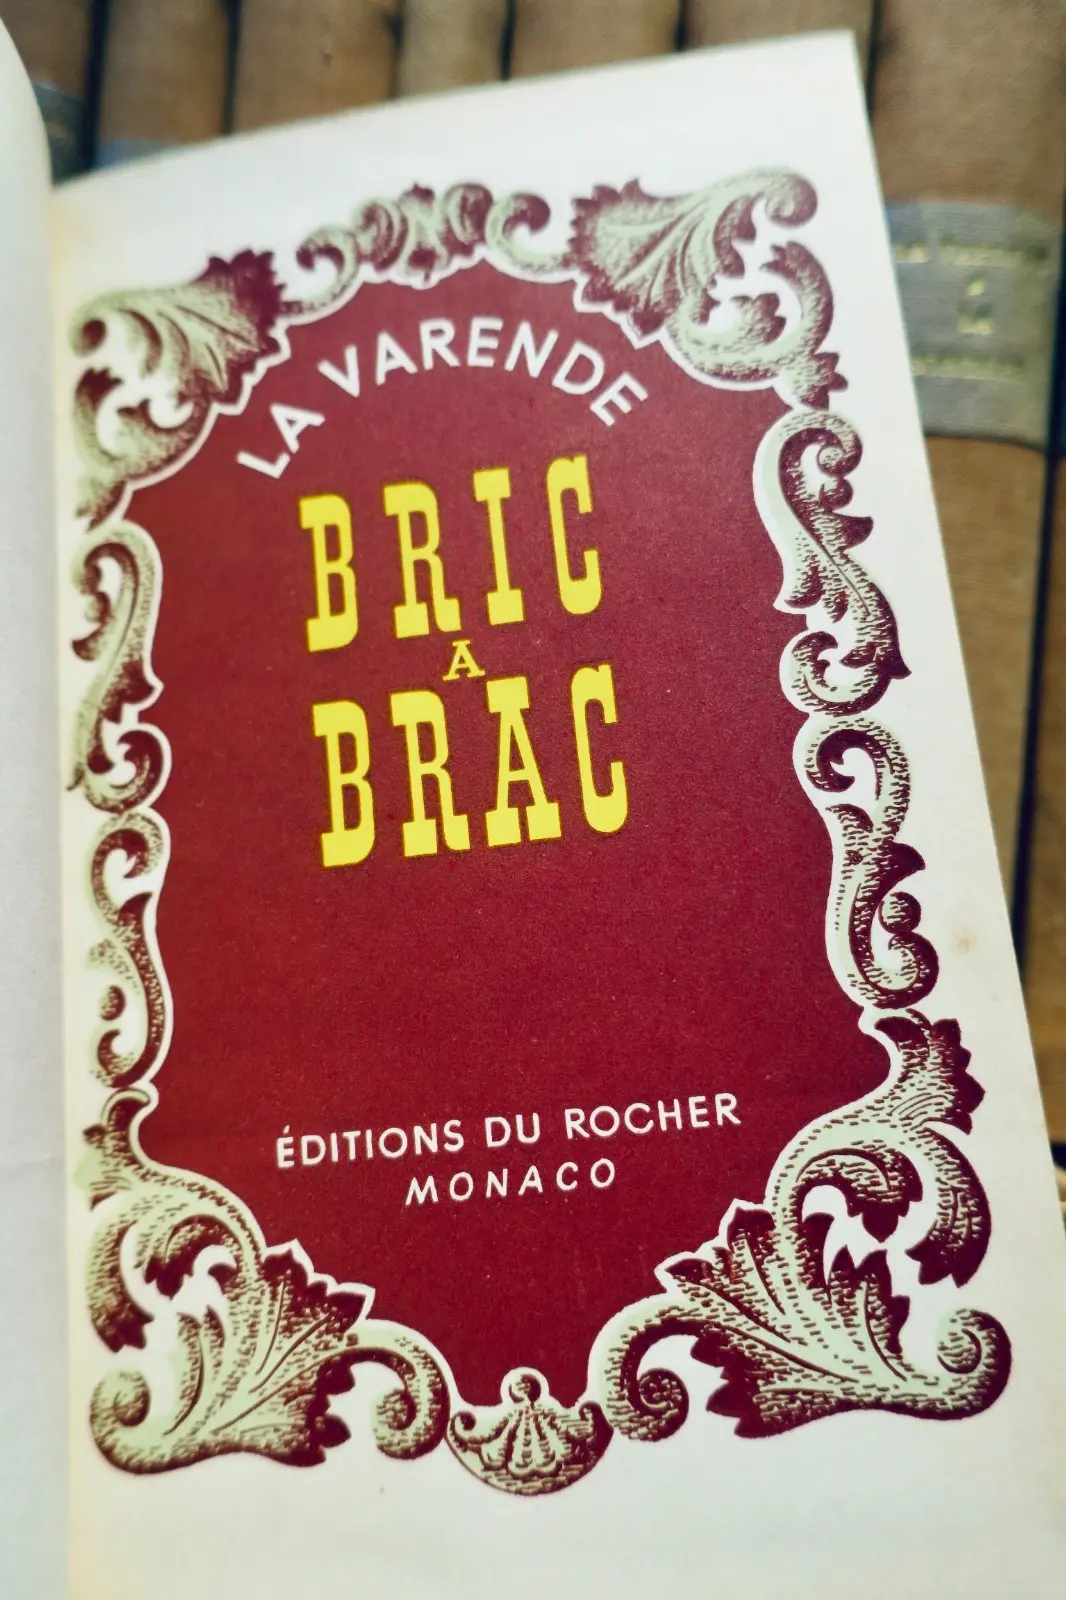 LA VARENDE
BRIC
A
BRAC
ÉDITIONS DU ROCHER
MONACO